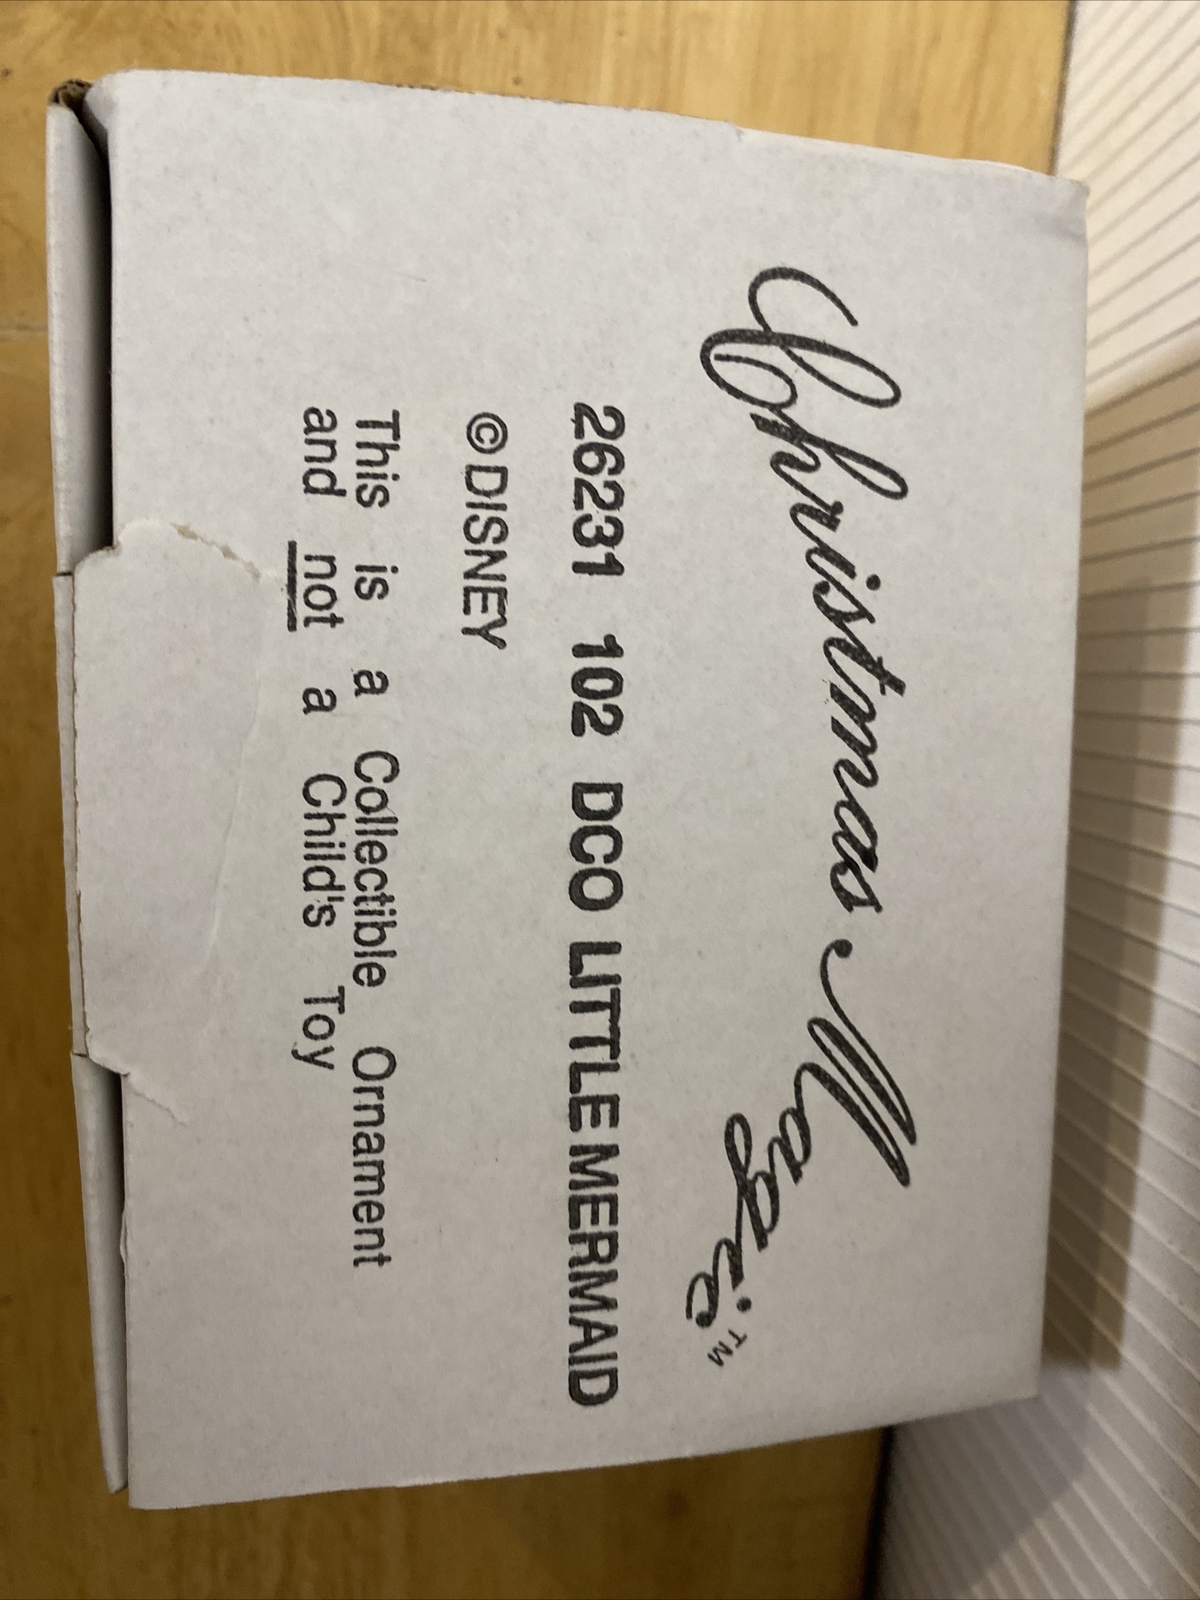 Christmas Magic™
26231 102 DCO LITTLE MERMAID
©DISNEY
This is a Collectible Ornament
and not a Child's Toy